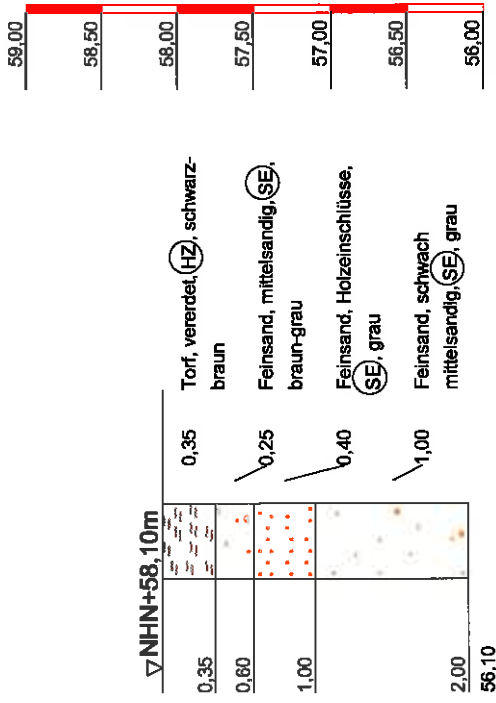 ▽NHN+58,10m
0,35
0,60
1,00
2,00
56,10
0,35
Torf, vererdet, HZ, schwarz-
braun
0,25
Feinsand, mittelsandig, SE,
braun-grau
0,40
Feinsand, Holzeinschlüsse,
SE, grau
1,00
Feinsand, schwach
mittelsandig, SE, grau
59,00
58,50
58,00
57,50
57,00
56,50
56,00